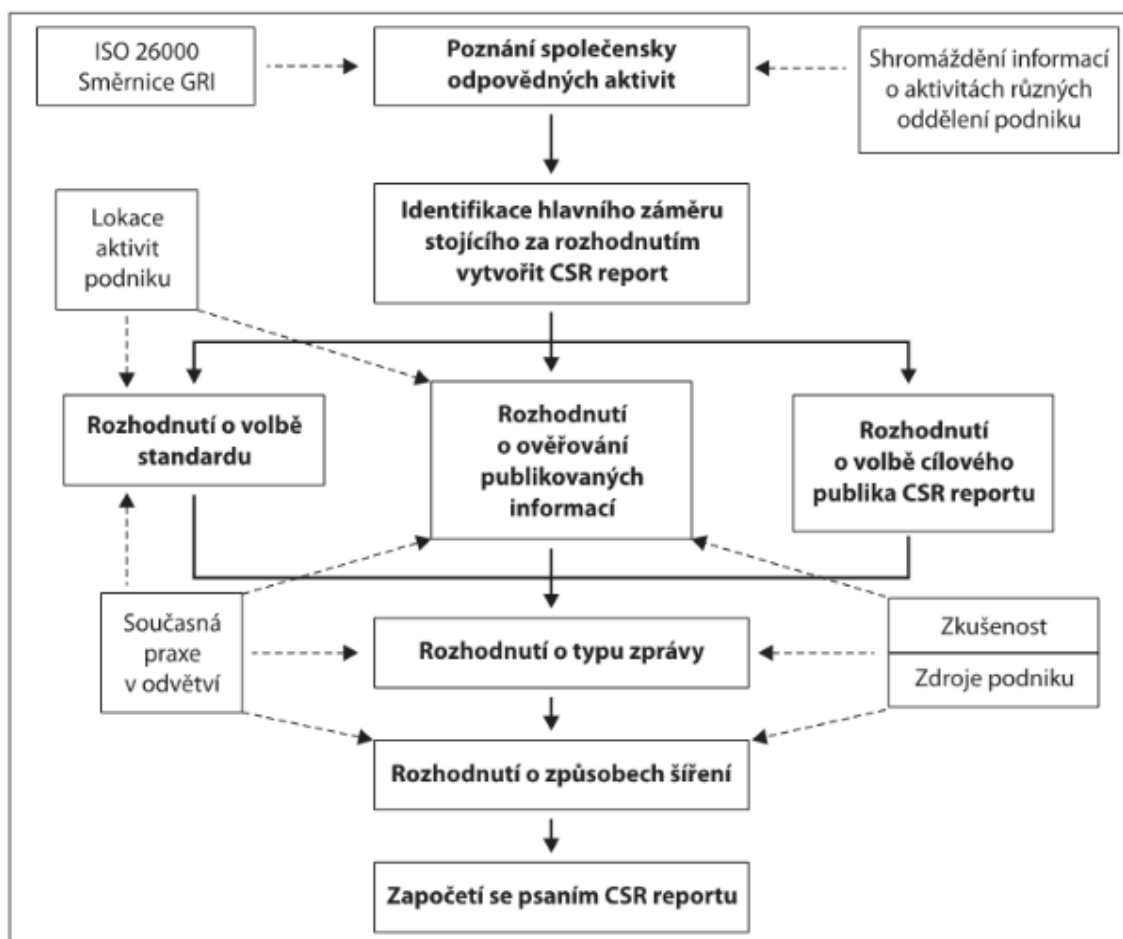 ISO 26000
Směrnice GRI
Poznání společensky
odpovědných aktivit
Shromáždění informací
o aktivitách různých
oddělení podniku
Lokace
aktivit
podniku
Identifikace hlavního záměru
stojícího za rozhodnutím
vytvořit CSR report
Rozhodnutí o volbě
standardu
Rozhodnutí
o ověřování
publikovaných
informací
Rozhodnutí
o volbě cílového
publika CSR reportu
Současná
praxe
v odvětví
Rozhodnutí o typu zprávy
Zkušenost
Zdroje podniku
Rozhodnutí o způsobech šíření
Započetí se psaním CSR reportu